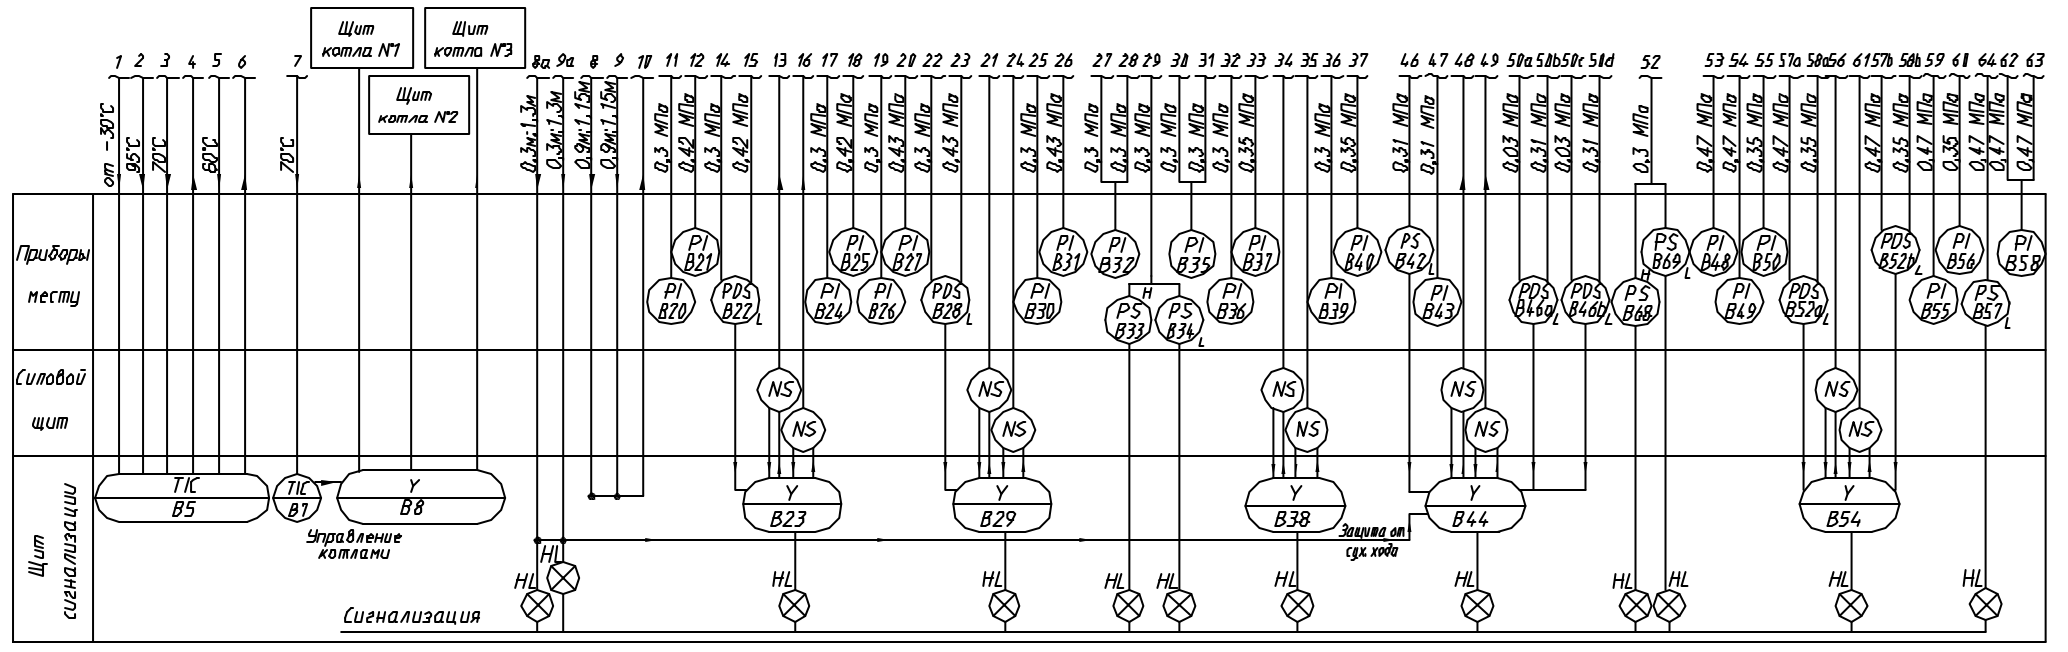 Щит
котла №1
Щит
котла №3
Щит
котла №2
1 2 3 4 5 6 7 8а 9а 8 9 10 11 12 14 15 13 16 17 18 19 20 22 23 21 24 25 26 27 28 29 30 31 32 33 34 35 36 37 46 47 48 49 50а 51b 50с 51d 52 53 54 55 57а 58а 56 61 57b 58b 59 60 64 62 63
от -30°С
95°С
70°С
80°С
70°С
0,3м;1,3м
0,3м;1,3м
0,9м;1,15м
0,9м;1,15м
0,3 МПа
0,42 МПа
0,3 МПа
0,42 МПа
0,3 МПа
0,42 МПа
0,3 МПа
0,43 МПа
0,3 МПа
0,43 МПа
0,3 МПа
0,43 МПа
0,3 МПа
0,3 МПа
0,3 МПа
0,3 МПа
0,3 МПа
0,35 МПа
0,3 МПа
0,35 МПа
0,31 МПа
0,31 МПа
0,03 МПа
0,31 МПа
0,03 МПа
0,31 МПа
0,3 МПа
0,47 МПа
0,47 МПа
0,35 МПа
0,47 МПа
0,35 МПа
0,47 МПа
0,35 МПа
0,47 МПа
0,35 МПа
0,47 МПа
0,47 МПа
0,47 МПа
Приборы
месту
PI
B21
PI
B25
PI
B27
PI
B31
PI
B32
PI
B35
PI
B37
PI
B40
PS
B42
L
PS
B69
L
PI
B48
PI
B50
PDS
B52b
L
PI
B56
PI
B58
PI
B20
PDS
B22
L
PI
B24
PI
B26
PDS
B28
L
PI
B30
H
PS
B33
PS
B34
L
PI
B36
PI
B39
PI
B43
PDS
B46a
L
PDS
B46b
L
H
PS
B68
PI
B49
PDS
B52a
L
PI
B55
PS
B57
L
Силовой
щит
NS
NS
NS
NS
NS
NS
NS
NS
NS
NS
Щит
сигнализации
TIC
B5
TIC
B7
Y
B8
Y
B23
Y
B29
Y
B38
Y
B44
Y
B54
Управление
котлами
Защита от
сух. хода
HL
HL
HL
HL
HL
HL
HL
HL
HL
HL
HL
HL
Сигнализация